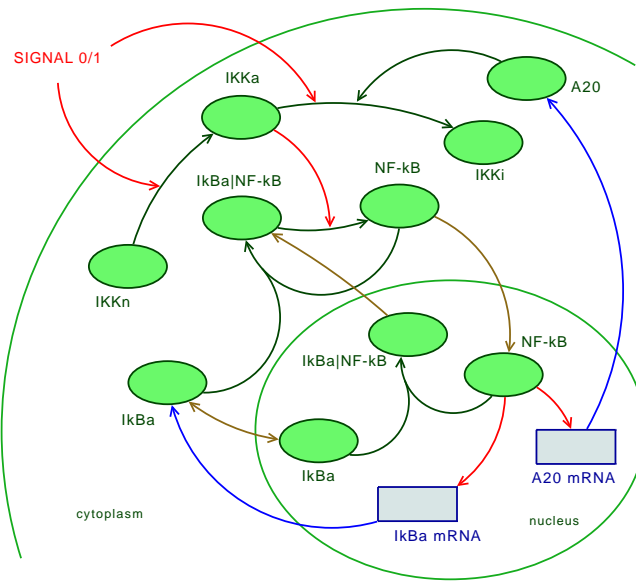 SIGNAL 0/1
IKKa
A20
IKKi
IkBa|NF-kB
NF-kB
IKKn
NF-kB
IkBa|NF-kB
IkBa
IkBa
A20 mRNA
cytoplasm
nucleus
IkBa mRNA